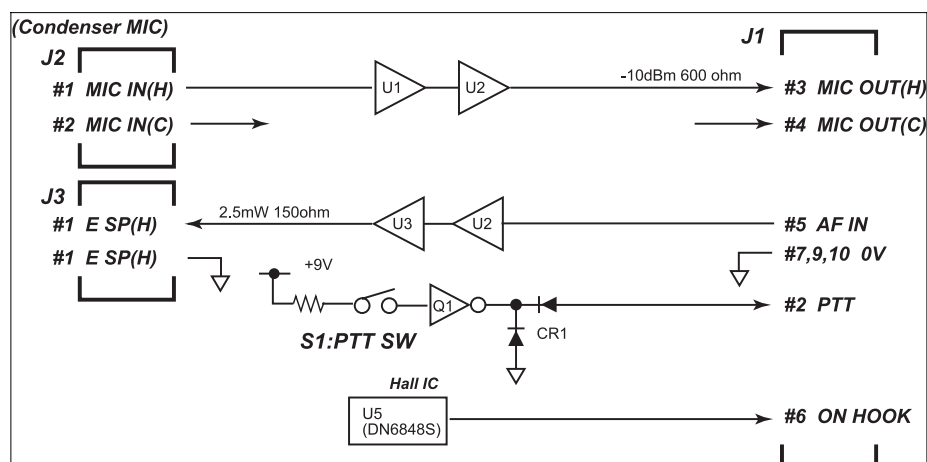 (Condenser MIC)
J2
J1
#1 MIC IN(H)
U1
U2
-10dBm 600 ohm
#3 MIC OUT(H)
#2 MIC IN(C)
#4 MIC OUT(C)
J3
#1 E SP(H)
2.5mW 150ohm
U3
U2
#5 AF IN
#1 E SP(H)
#7,9,10 0V
+9V
Q1
#2 PTT
S1:PTT SW
CR1
Hall IC
U5
(DN6848S)
#6 ON HOOK